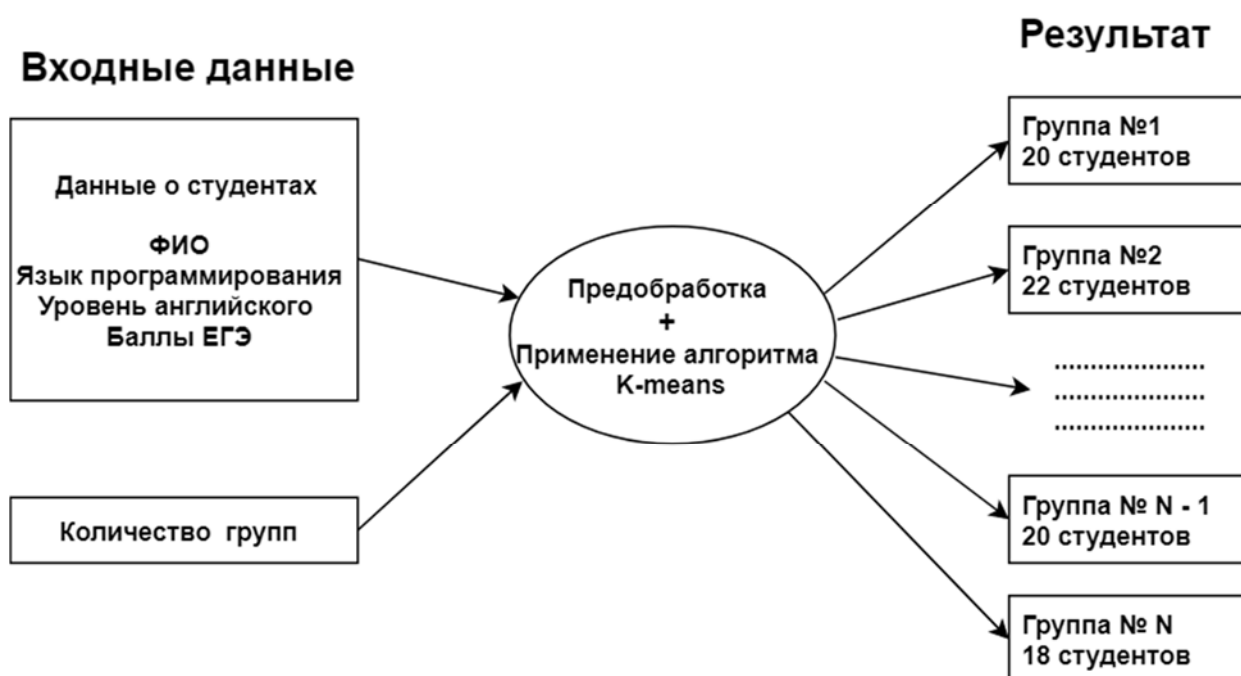 Входные данные
Данные о студентах
ФИО
Язык программирования
Уровень английского
Баллы ЕГЭ
Количество групп
Предобработка
+
Применение алгоритма
K-means
Результат
Группа №1
20 студентов
Группа №2
22 студентов
.....................
.....................
.....................
Группа № N - 1
20 студентов
Группа № N
18 студентов